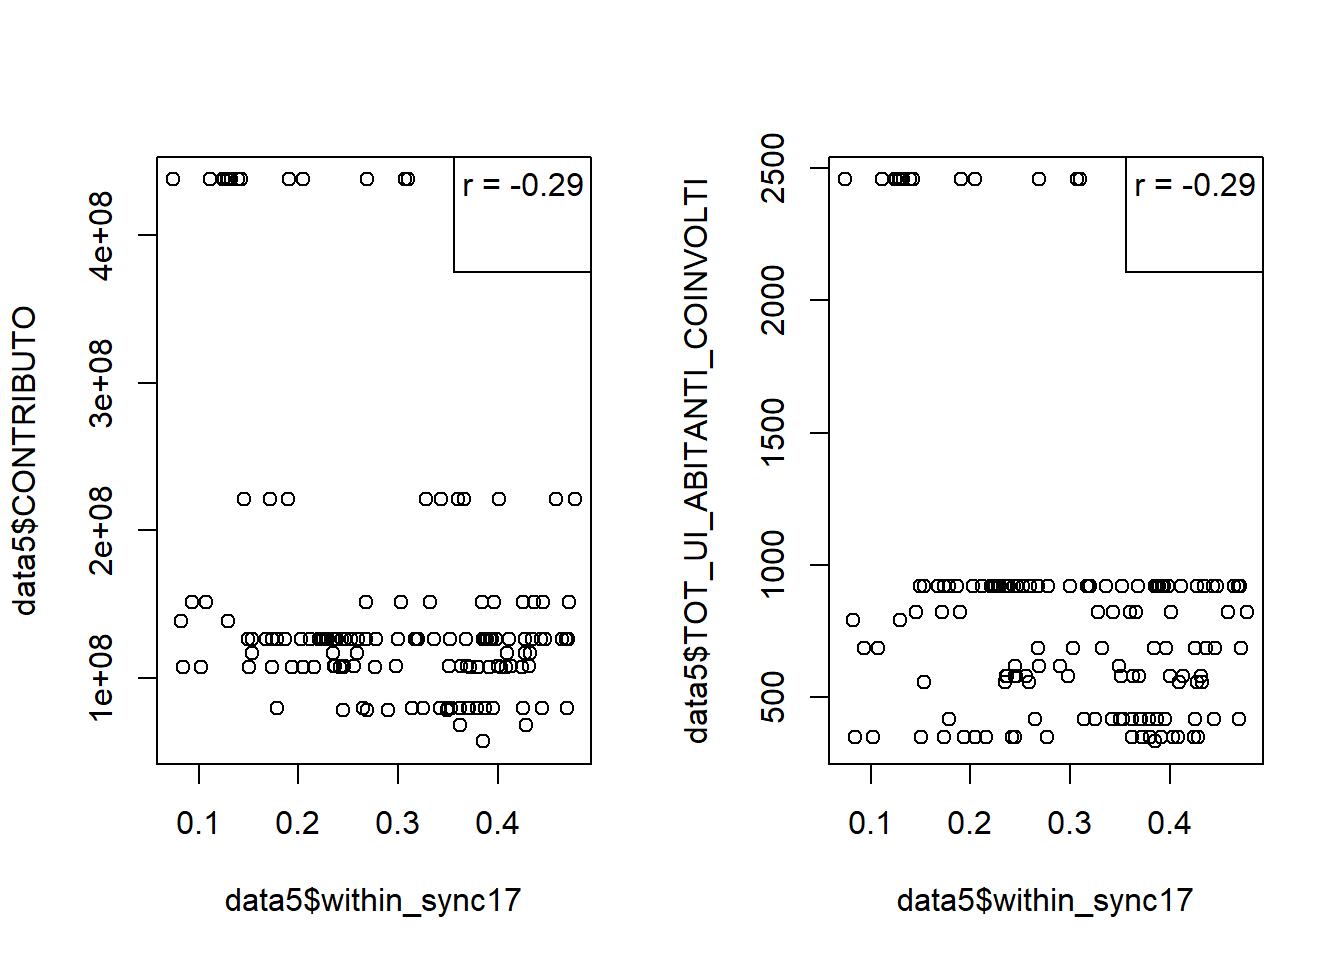 data5$CONTRIBUTO
4e+08
3e+08
2e+08
1e+08
r = -0.29
0.1 0.2 0.3 0.4
data5$within_sync17
data5$TOT_UI_ABITANTI_COINVOLTI
2500
2000
1500
1000
500
r = -0.29
0.1 0.2 0.3 0.4
data5$within_sync17